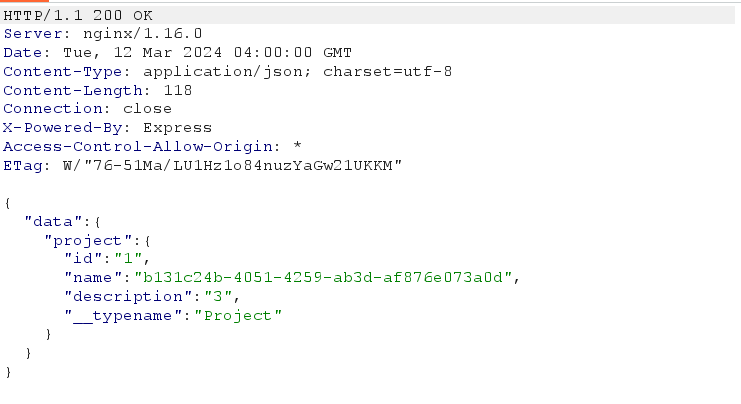 HTTP/1.1 200 OK
Server: nginx/1.16.0
Date: Tue, 12 Mar 2024 04:00:00 GMT
Content-Type: application/json; charset=utf-8
Content-Length: 118
Connection: close
X-Powered-By: Express
Access-Control-Allow-Origin: *
ETag: W/"76-51Ma/LU1Hz1o84nuzYaGw21UKKM"

{
  "data":{
    "project":{
      "id":"1",
      "name":"b131c24b-4051-4259-ab3d-af876e073a0d",
      "description":"3",
      "__typename":"Project"
    }
  }
}